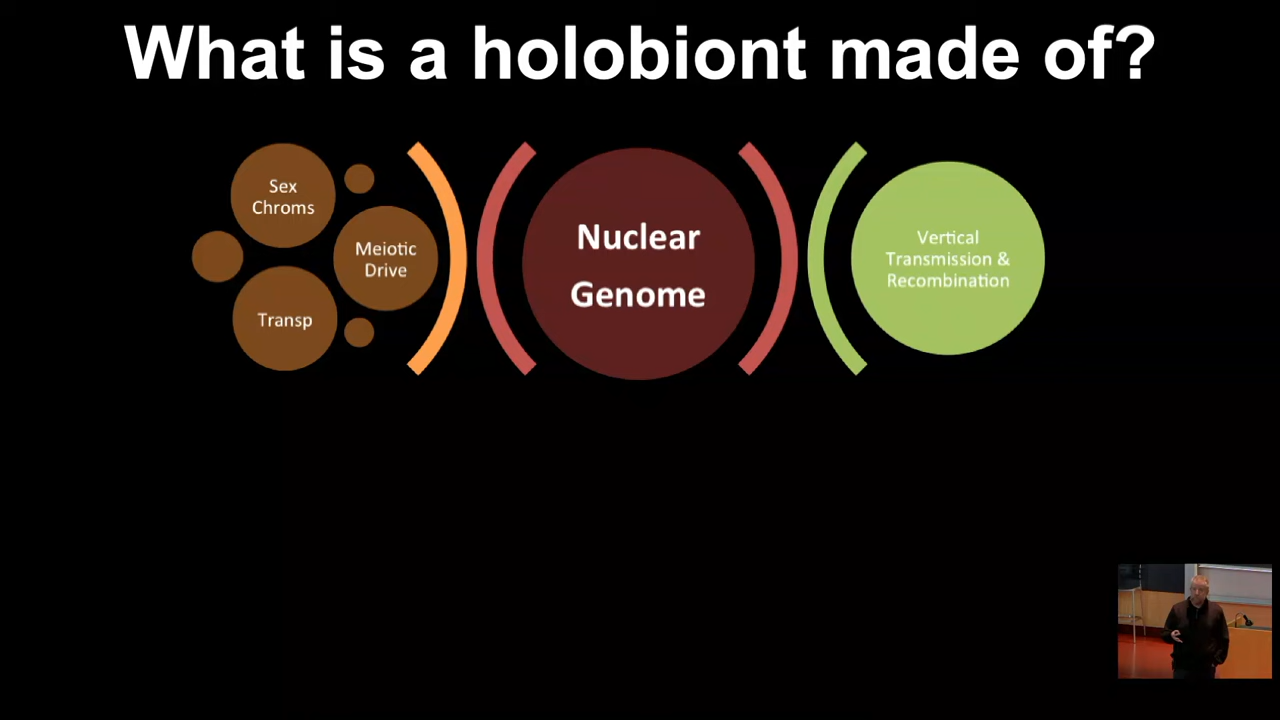 What is a holobiont made of?
Sex
Chroms
Meiotic
Drive
Transp
Nuclear
Genome
Vertical
Transmission &
Recombination